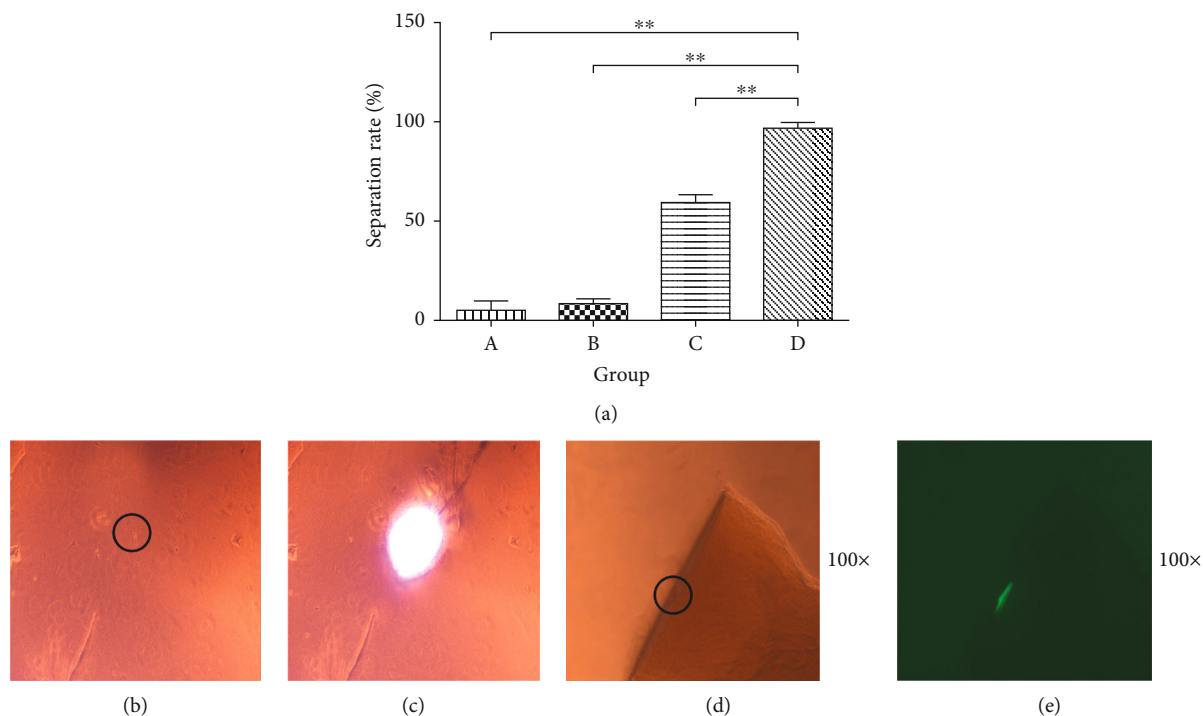 150
**
**
Separation rate (%)
100
**
50
0
A B C D
Group
(a)
100×
100×
(b) (c) (d) (e)